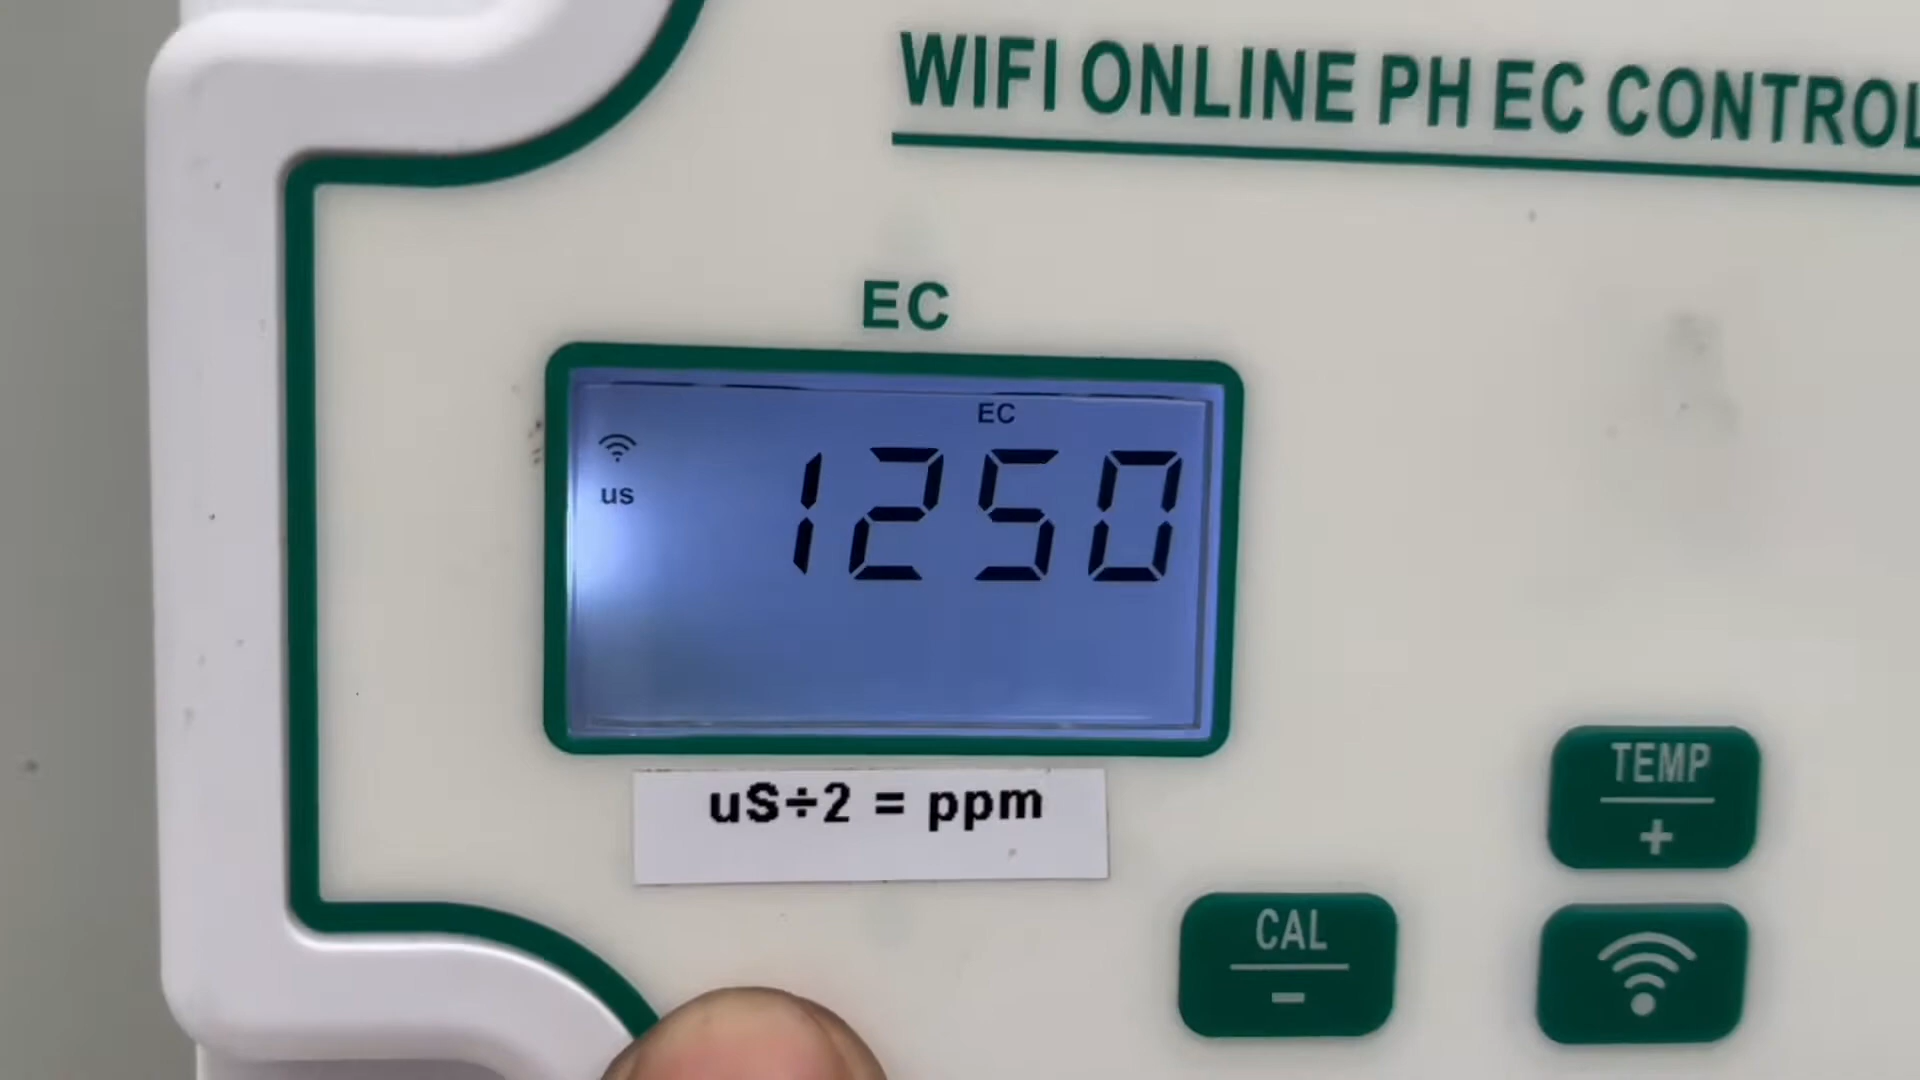 WIFI ONLINE PH EC CONTROL
EC
EC
us
1250
uS÷2 = ppm
TEMP
+
CAL
-